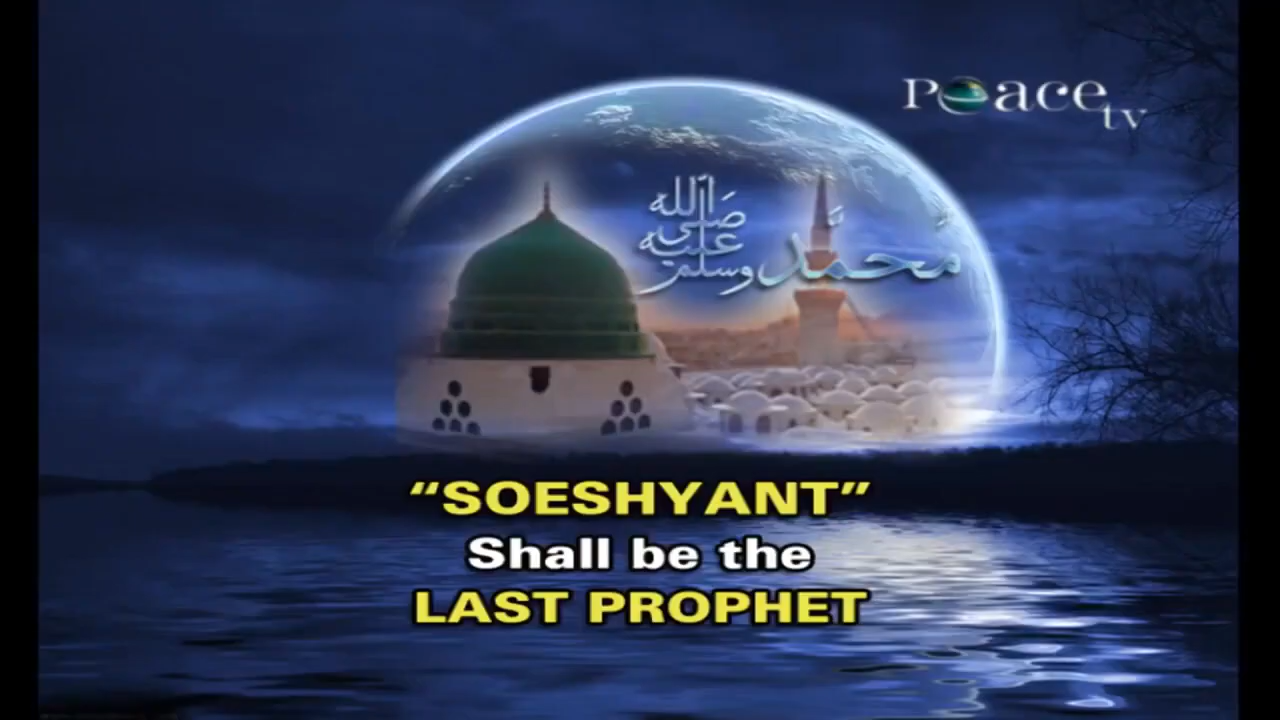 Peace tv
محمد صلى الله عليه وسلم
“SOESHYANT”
Shall be the
LAST PROPHET